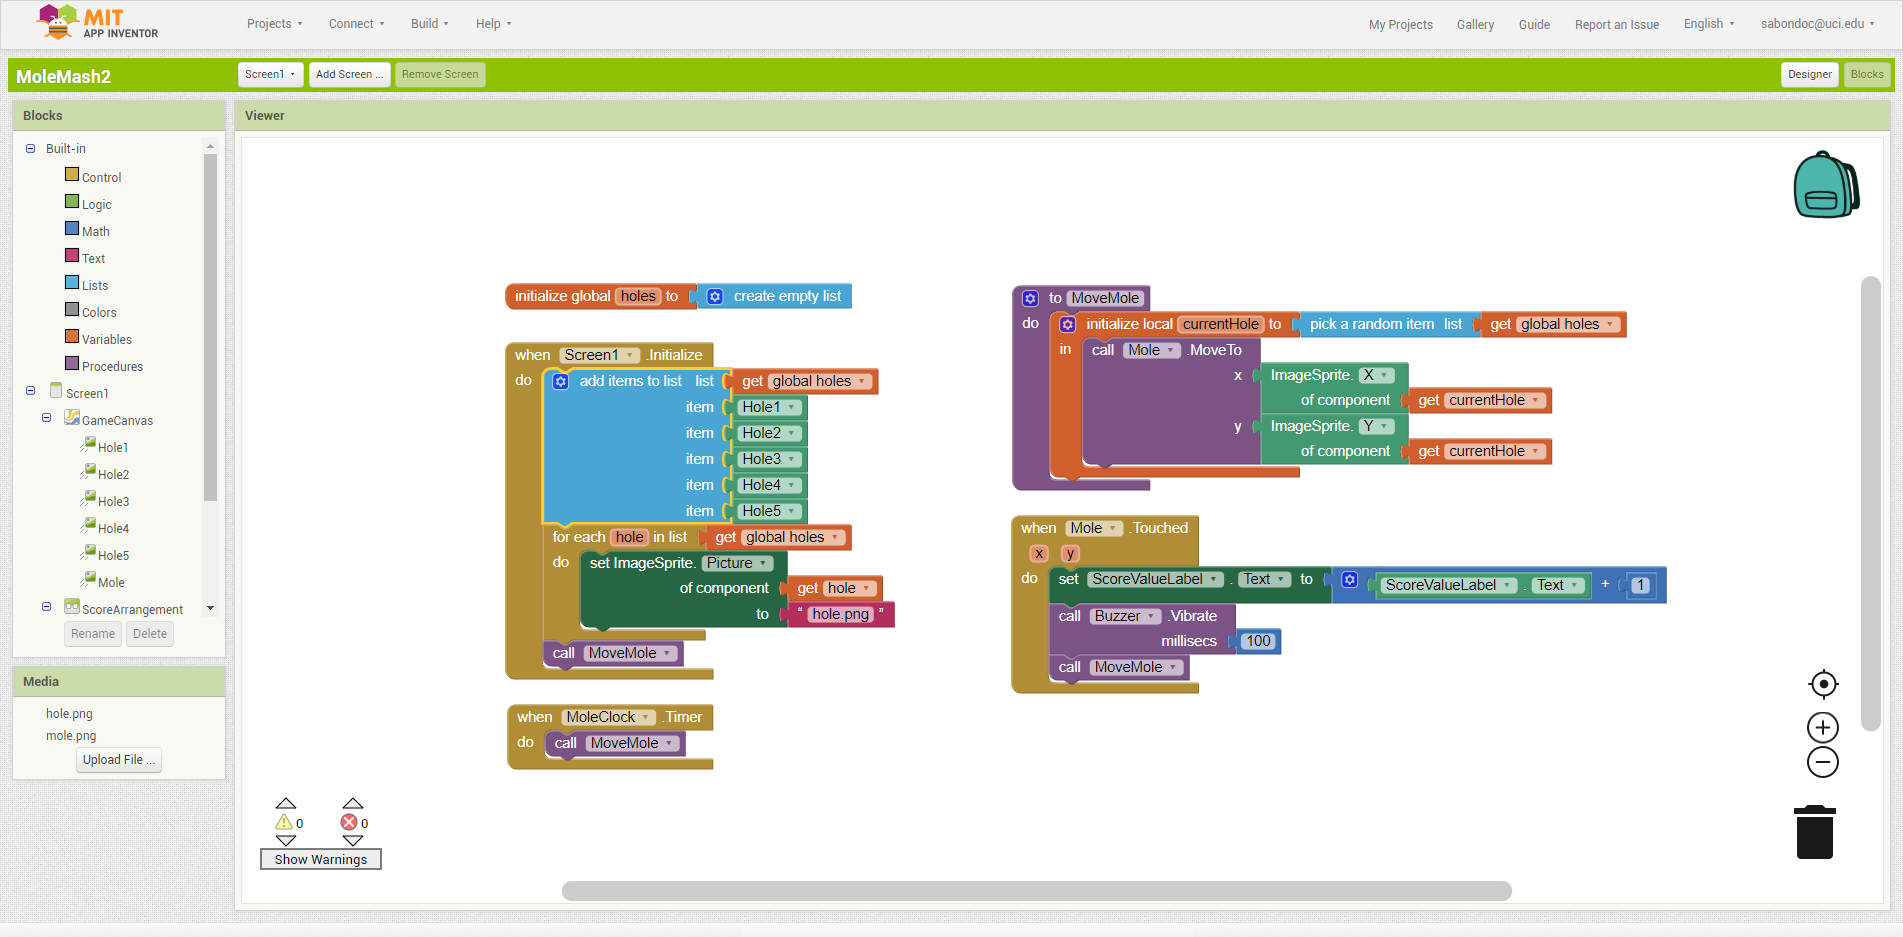 MIT
APP INVENTOR
Projects
Connect
Build
Help
My Projects
Gallery
Guide
Report an Issue
English
sabondoc@uci.edu
MoleMash2
Screen1
Add Screen ...
Remove Screen
Designer
Blocks
Blocks
Built-in
Control
Logic
Math
Text
Lists
Colors
Variables
Procedures
Screen1
GameCanvas
Hole1
Hole2
Hole3
Hole4
Hole5
Mole
ScoreArrangement
Rename
Delete
Media
hole.png
mole.png
Upload File ...
Viewer
initialize global holes to create empty list
when Screen1 .Initialize
do add items to list list get global holes
item Hole1
item Hole2
item Hole3
item Hole4
item Hole5
for each hole in list get global holes
do set ImageSprite. Picture
of component get hole
to " hole.png "
call MoveMole
when MoleClock .Timer
do call MoveMole
to MoveMole
do initialize local currentHole to pick a random item list get global holes
in call Mole .MoveTo
x ImageSprite. X
of component get currentHole
y ImageSprite. Y
of component get currentHole
when Mole .Touched
x y
do set ScoreValueLabel . Text to ScoreValueLabel . Text + 1
call Buzzer .Vibrate
millisecs 100
call MoveMole
0
0
Show Warnings